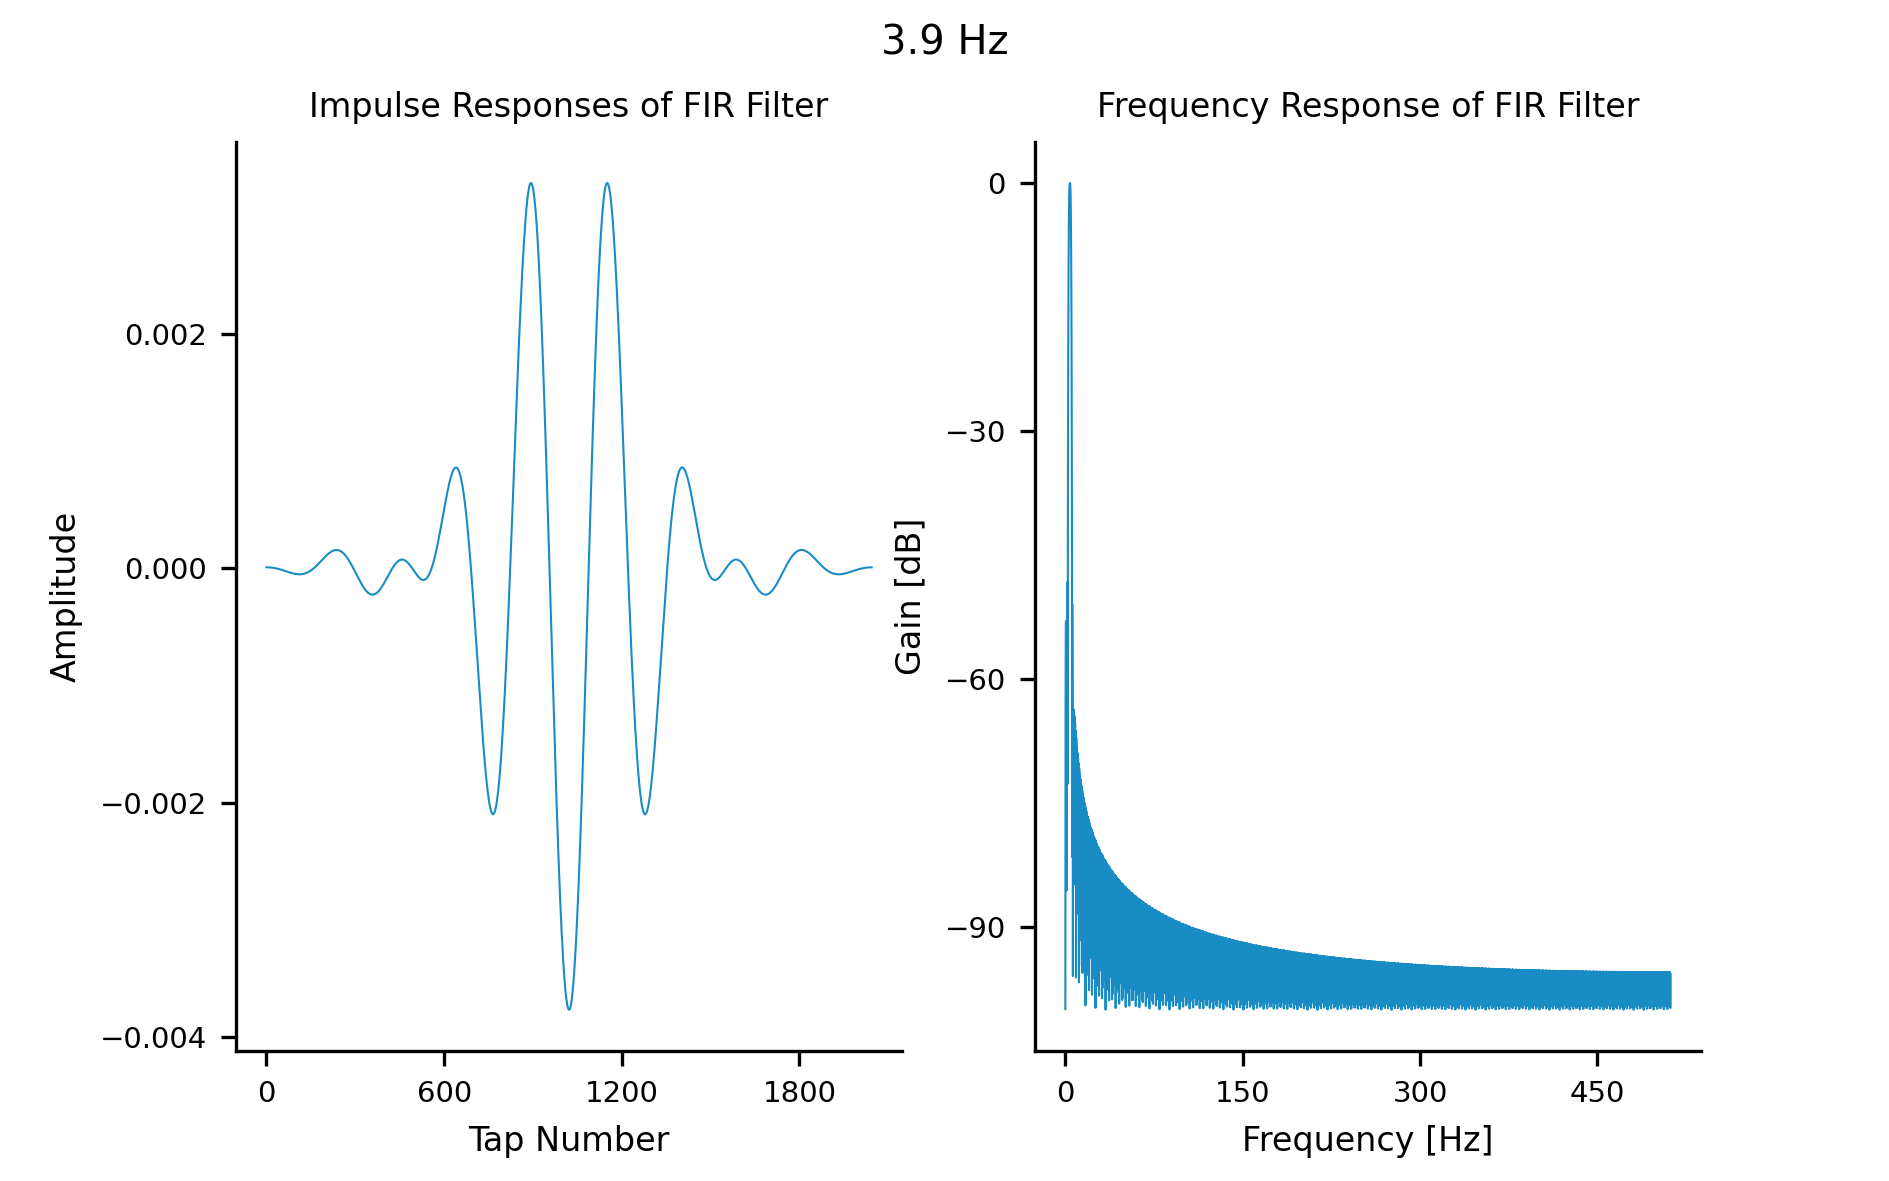 3.9 Hz
Impulse Responses of FIR Filter
Amplitude
0.002
0.000
−0.002
−0.004
0
600
1200
1800
Tap Number
Frequency Response of FIR Filter
Gain [dB]
0
−30
−60
−90
0
150
300
450
Frequency [Hz]